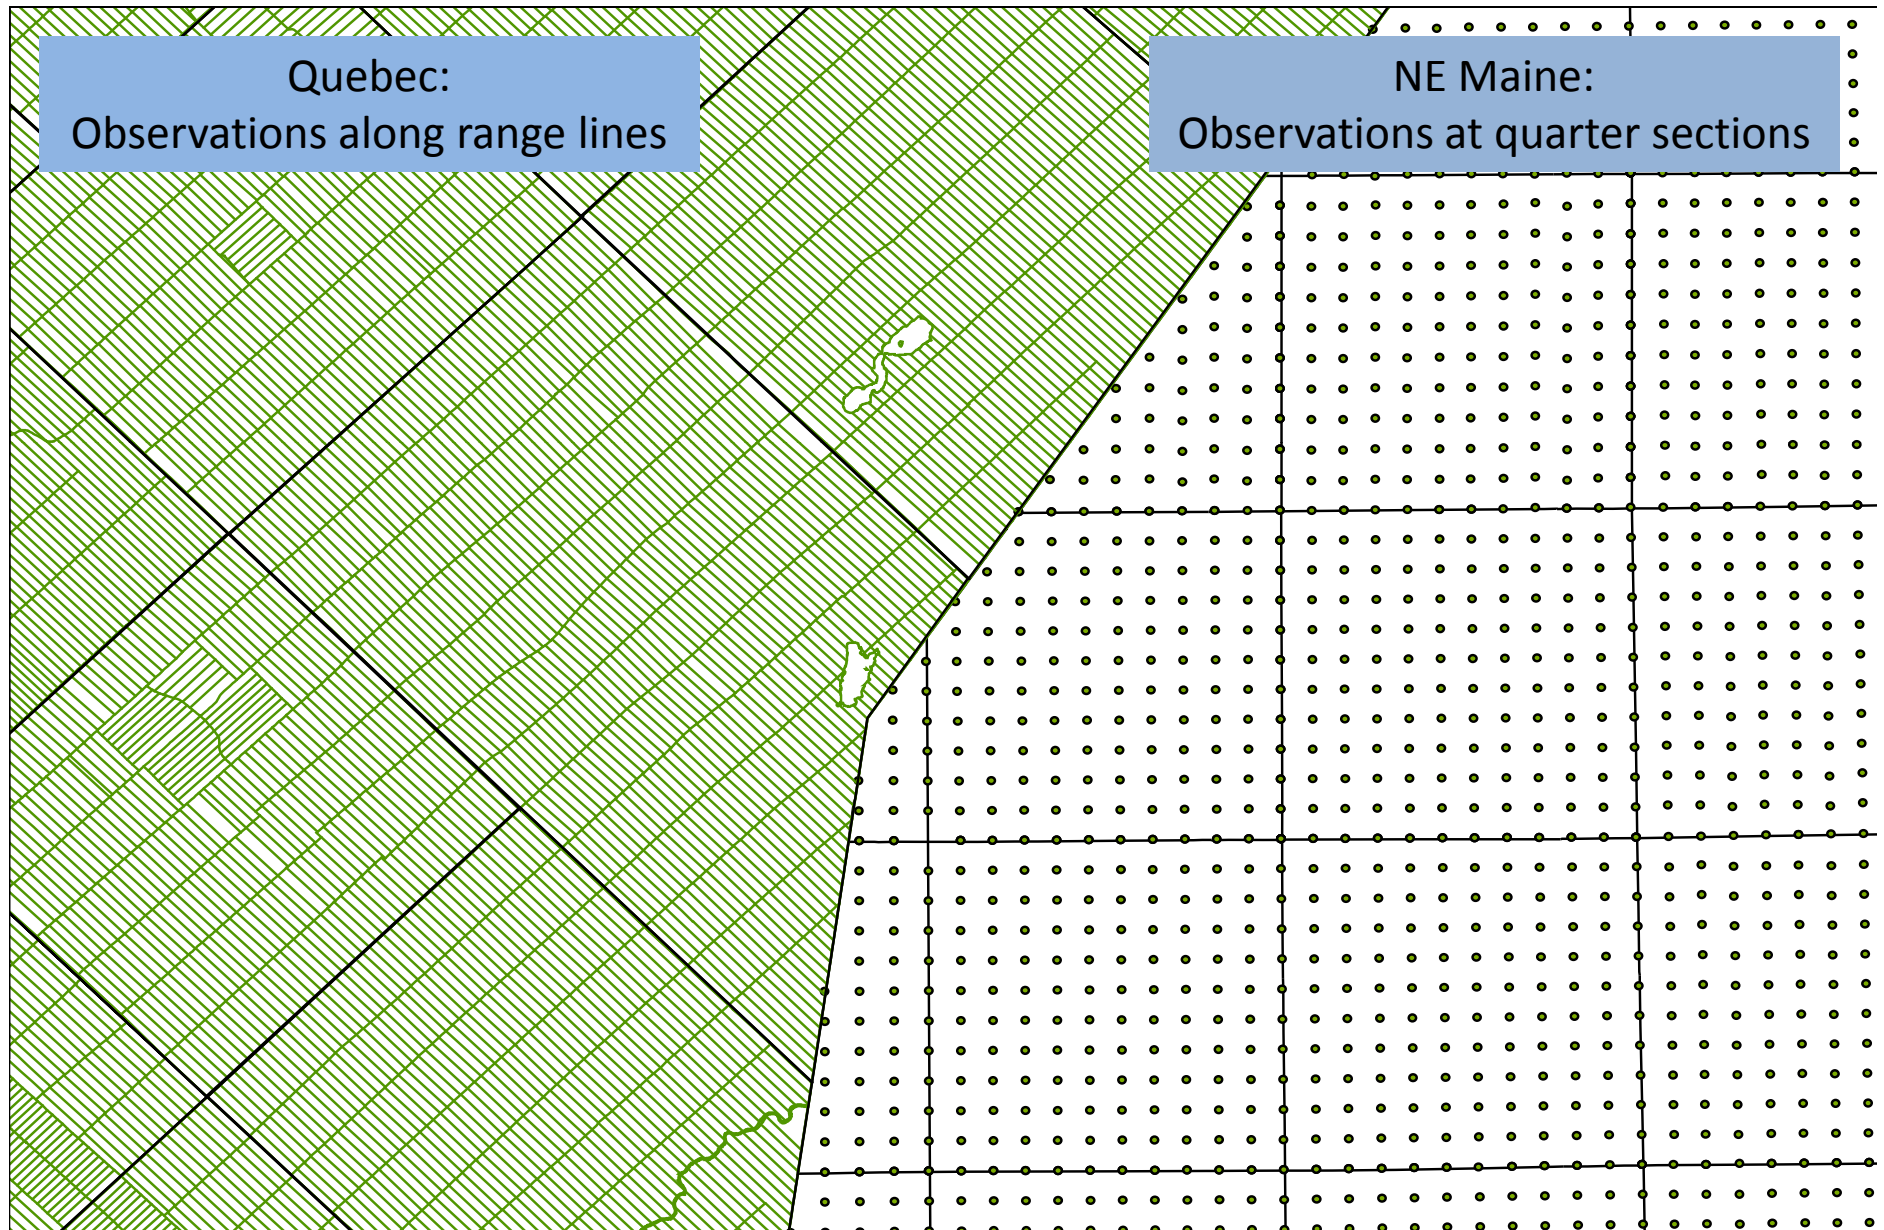 Quebec:
Observations along range lines
NE Maine:
Observations at quarter sections